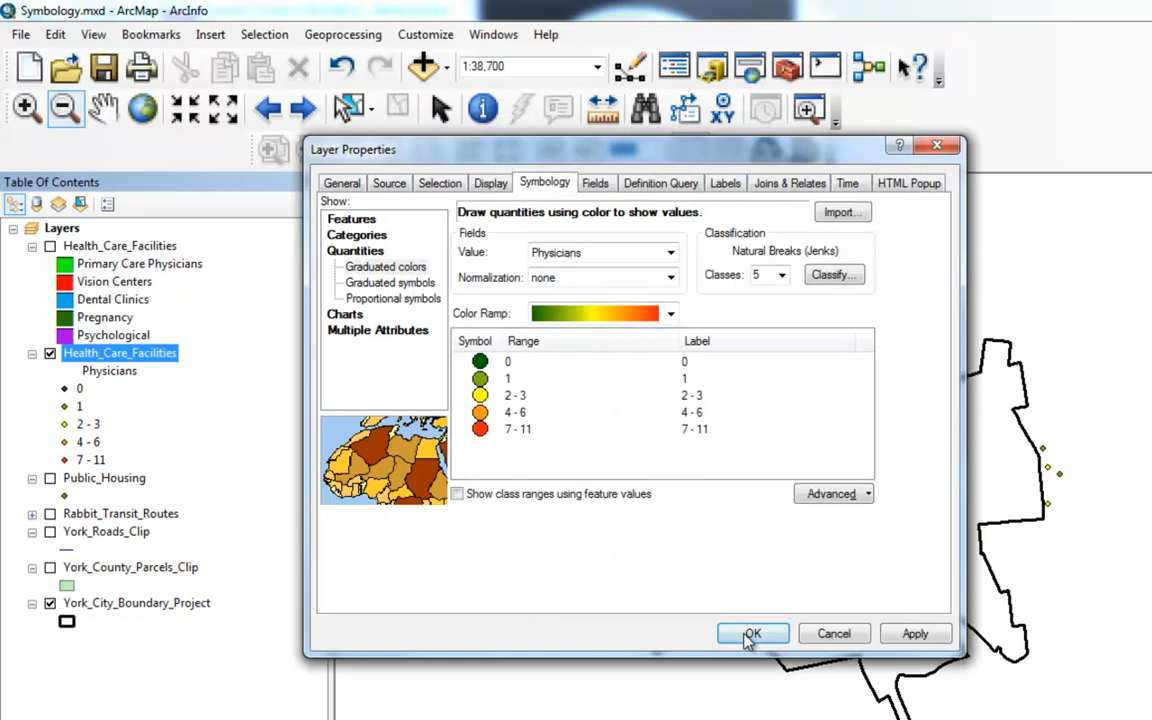 Symbology.mxd - ArcMap - ArcInfo
File Edit View Bookmarks Insert Selection Geoprocessing Customize Windows Help
1:38,700
XY
Table Of Contents
Layers
Health_Care_Facilities
Primary Care Physicians
Vision Centers
Dental Clinics
Pregnancy
Psychological
Health_Care_Facilities
Physicians
0
1
2 - 3
4 - 6
7 - 11
Public_Housing
Rabbit_Transit_Routes
York_Roads_Clip
York_County_Parcels_Clip
York_City_Boundary_Project
Layer Properties
General Source Selection Display Symbology Fields Definition Query Labels Joins & Relates Time HTML Popup
Show:
Features
Categories
Quantities
Graduated colors
Graduated symbols
Proportional symbols
Charts
Multiple Attributes
Draw quantities using color to show values. Import...
Fields
Value: Physicians
Normalization: none
Classification
Natural Breaks (Jenks)
Classes: 5 Classify...
Color Ramp:
Symbol Range Label
0 0
1 1
2 - 3 2 - 3
4 - 6 4 - 6
7 - 11 7 - 11
Show class ranges using feature values Advanced
OK Cancel Apply